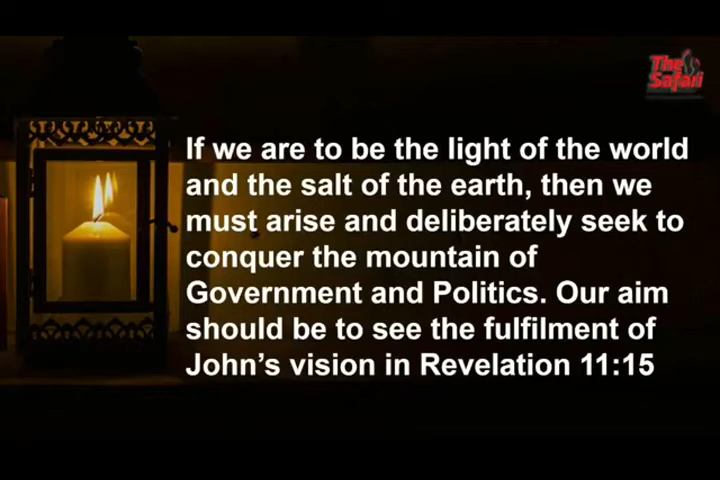 The
Safari
If we are to be the light of the world
and the salt of the earth, then we
must arise and deliberately seek to
conquer the mountain of
Government and Politics. Our aim
should be to see the fulfilment of
John’s vision in Revelation 11:15